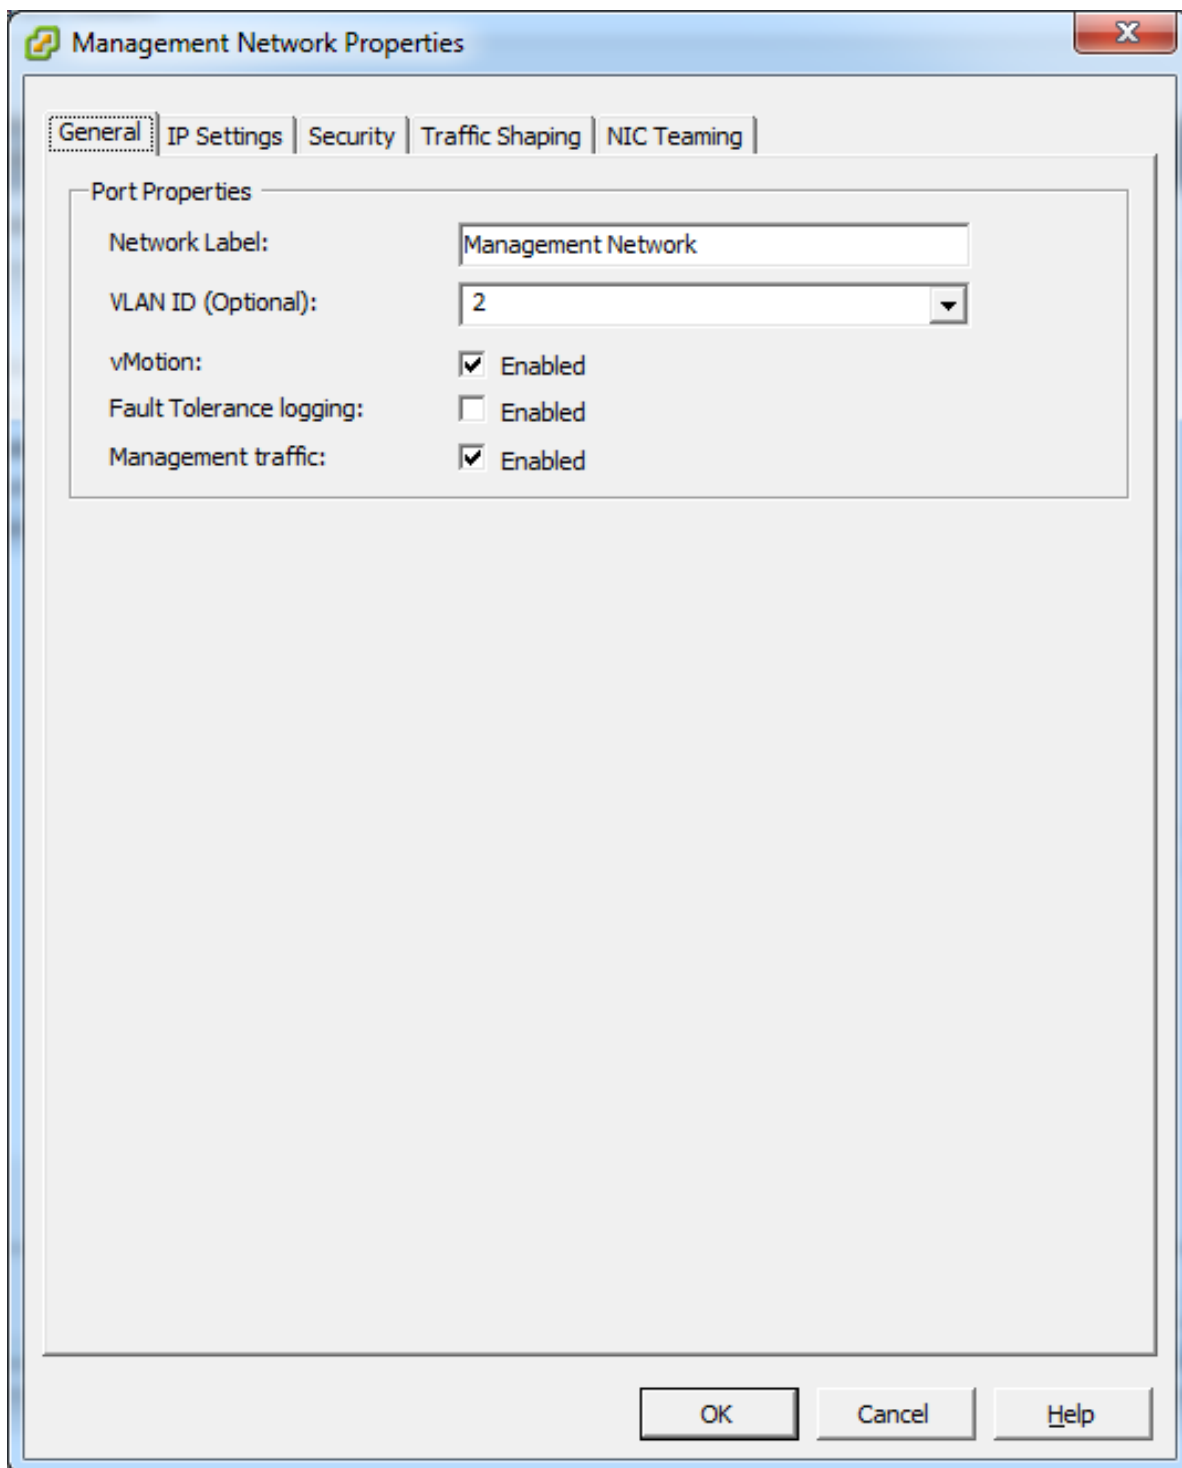 Management Network Properties
General IP Settings Security Traffic Shaping NIC Teaming
Port Properties
Network Label: Management Network
VLAN ID (Optional): 2
vMotion: Enabled
Fault Tolerance logging: Enabled
Management traffic: Enabled
OK Cancel Help